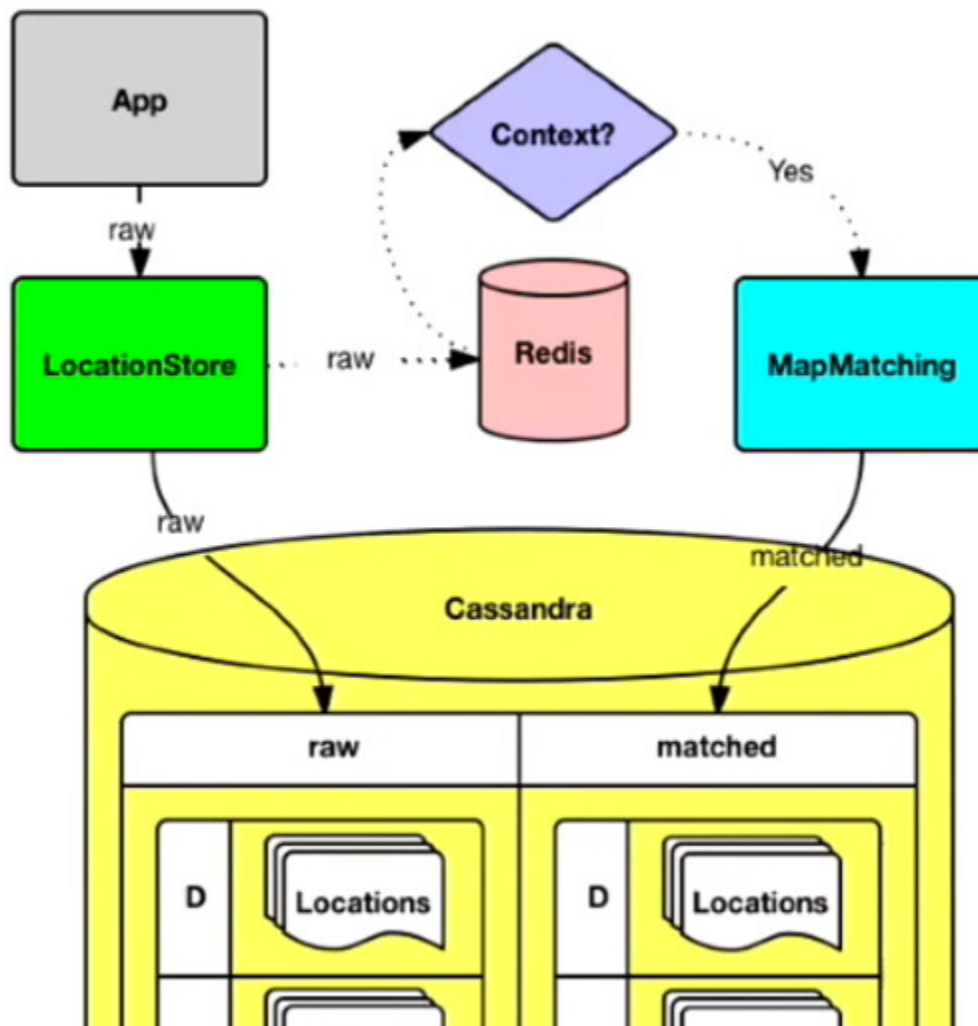 App
Context?
Yes
raw
LocationStore
raw
Redis
MapMatching
raw
matched
Cassandra
raw
matched
D
Locations
D
Locations